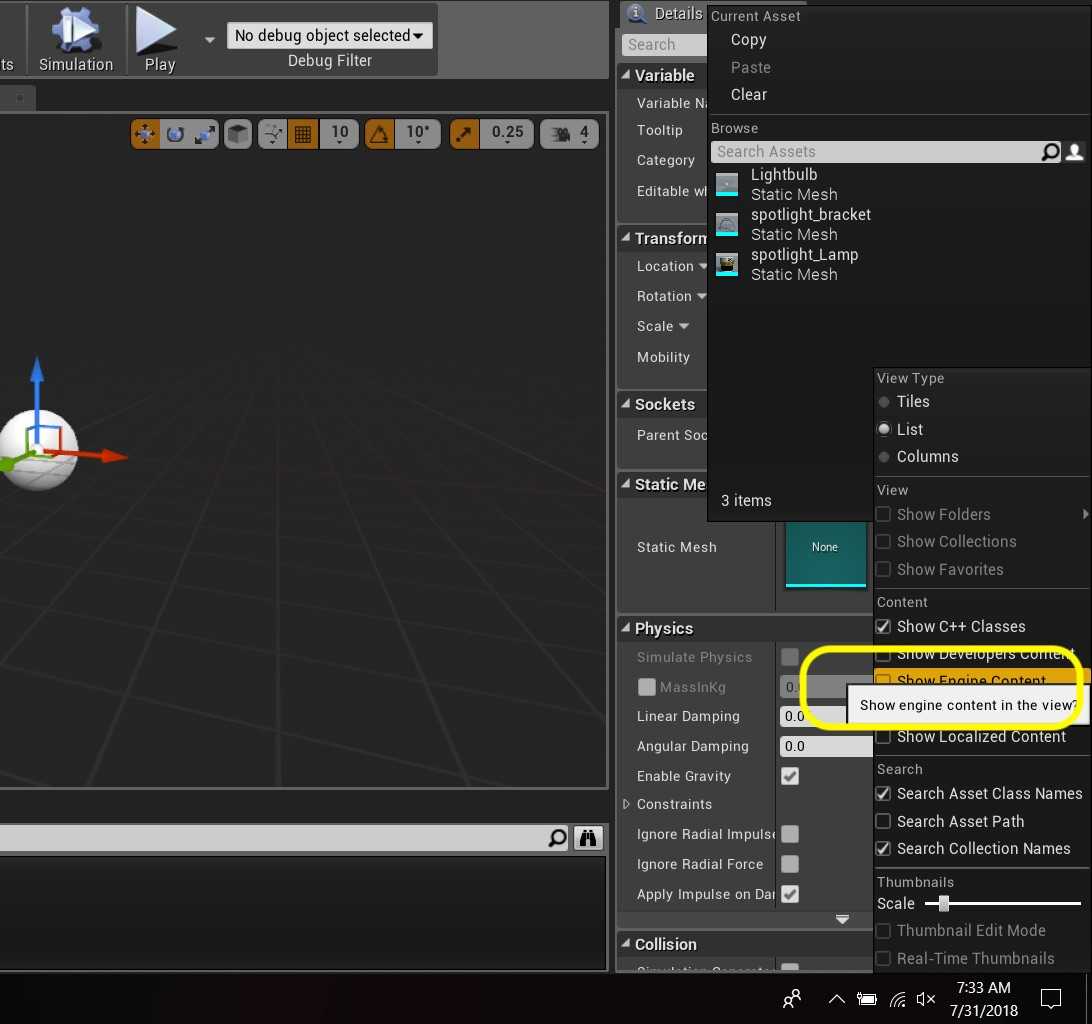 ts
Simulation
Play
No debug object selected
Debug Filter
10
10°
0.25
4
Details
Search
Variable
Variable Na
Tooltip
Category
Editable wh
Transform
Location
Rotation
Scale
Mobility
Sockets
Parent Soc
Static Me
Static Mesh
None
Physics
Simulate Physics
MassInKg
0.
Linear Damping
0.0
Angular Damping
0.0
Enable Gravity
Constraints
Ignore Radial Impulse
Ignore Radial Force
Apply Impulse on Dam
Collision
Current Asset
Copy
Paste
Clear
Browse
Search Assets
Lightbulb
Static Mesh
spotlight_bracket
Static Mesh
spotlight_Lamp
Static Mesh
3 items
View Type
Tiles
List
Columns
View
Show Folders
Show Collections
Show Favorites
Content
Show C++ Classes
Show Developers Content
Show Engine Content
Show engine content in the view?
Show Localized Content
Search
Search Asset Class Names
Search Asset Path
Search Collection Names
Thumbnails
Scale
Thumbnail Edit Mode
Real-Time Thumbnails
7:33 AM
7/31/2018